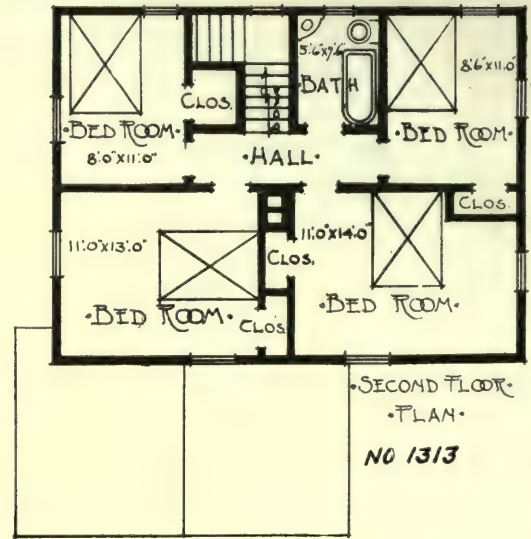 5'6"X7'6"
8'6"X11'0"
BATH
CLOS.
·BED ROOM·
·BED ROOM·
8'0"X11'0"
·HALL·
CLOS.
11'0"X13'0"
11'0"X14'0"
CLOS.
·BED ROOM·
·BED ROOM·
CLOS.
·SECOND FLOOR·
·PLAN·
NO 1313